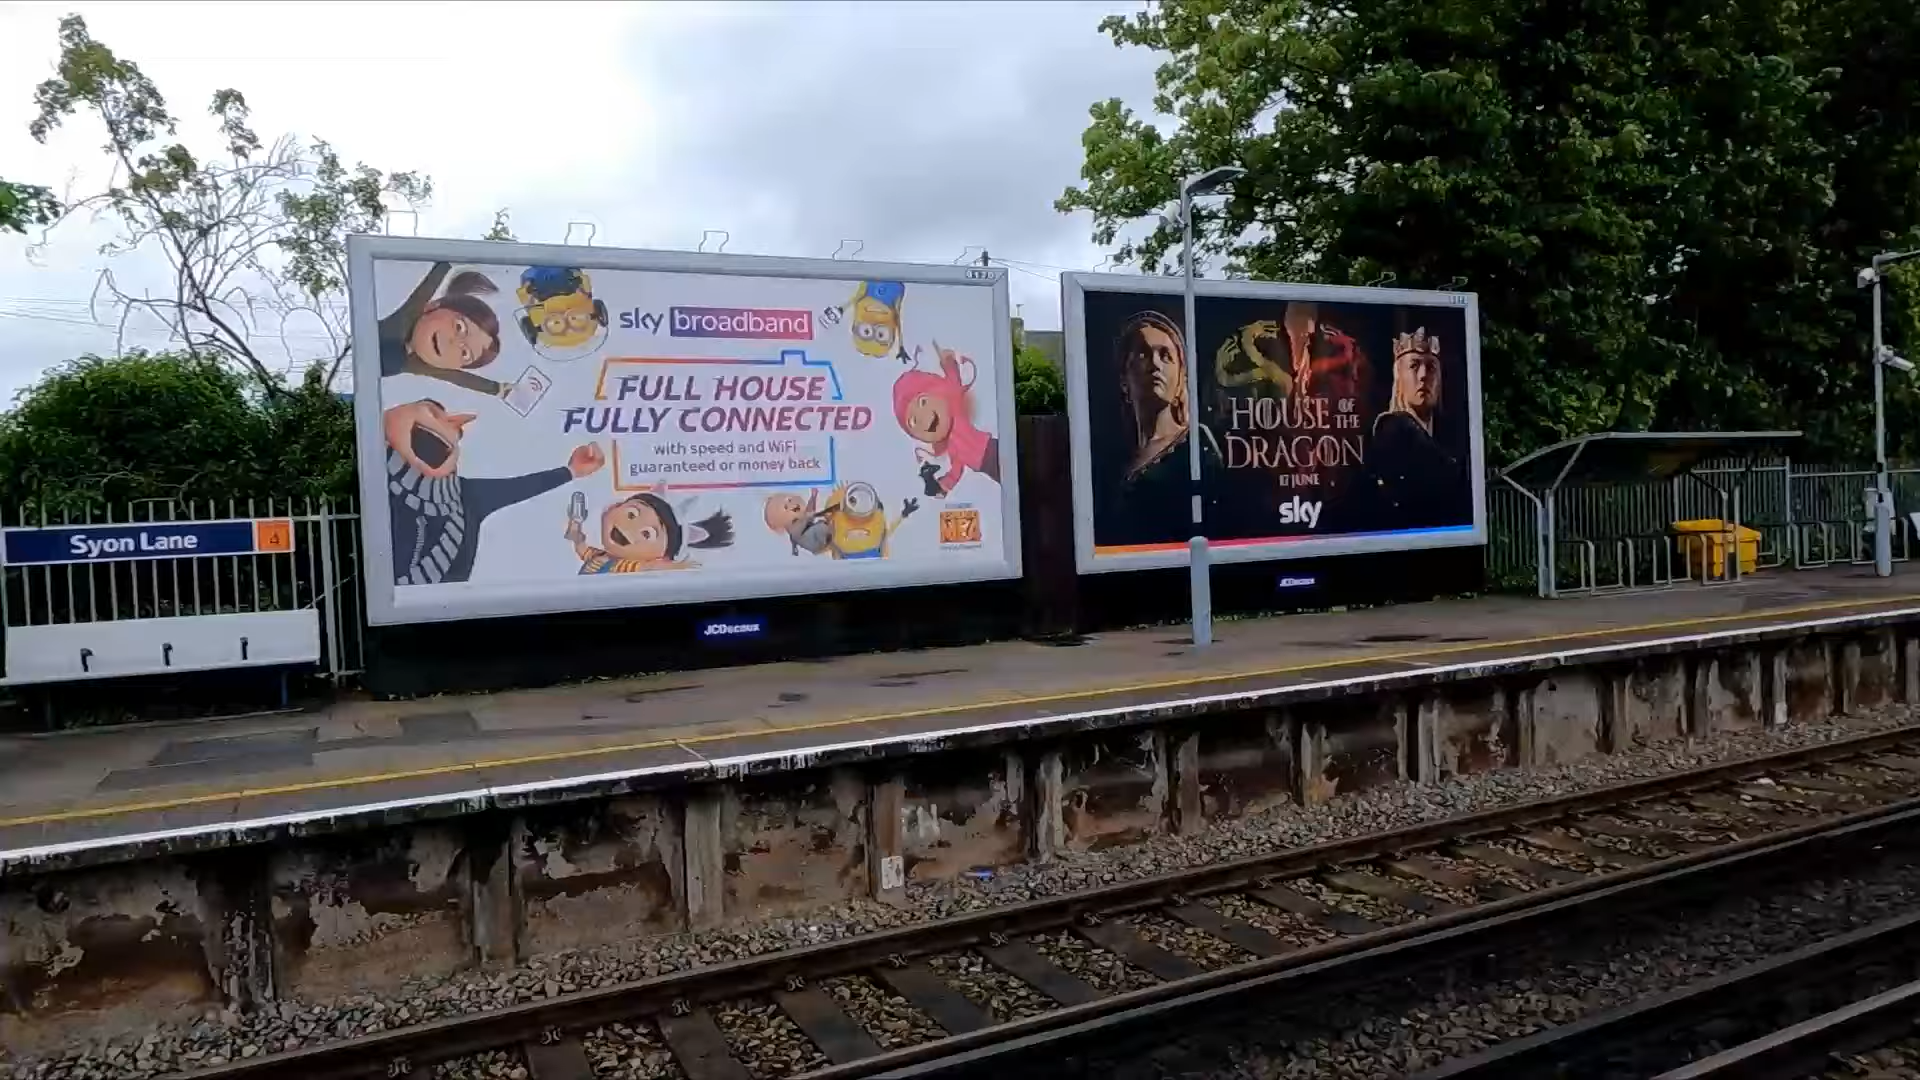 Syon Lane
4
sky broadband
FULL HOUSE
FULLY CONNECTED
with speed and WiFi
guaranteed or money back
JCDecaux
HOUSE OF
THE
DRAGON
17 JUNE
sky
JCDecaux